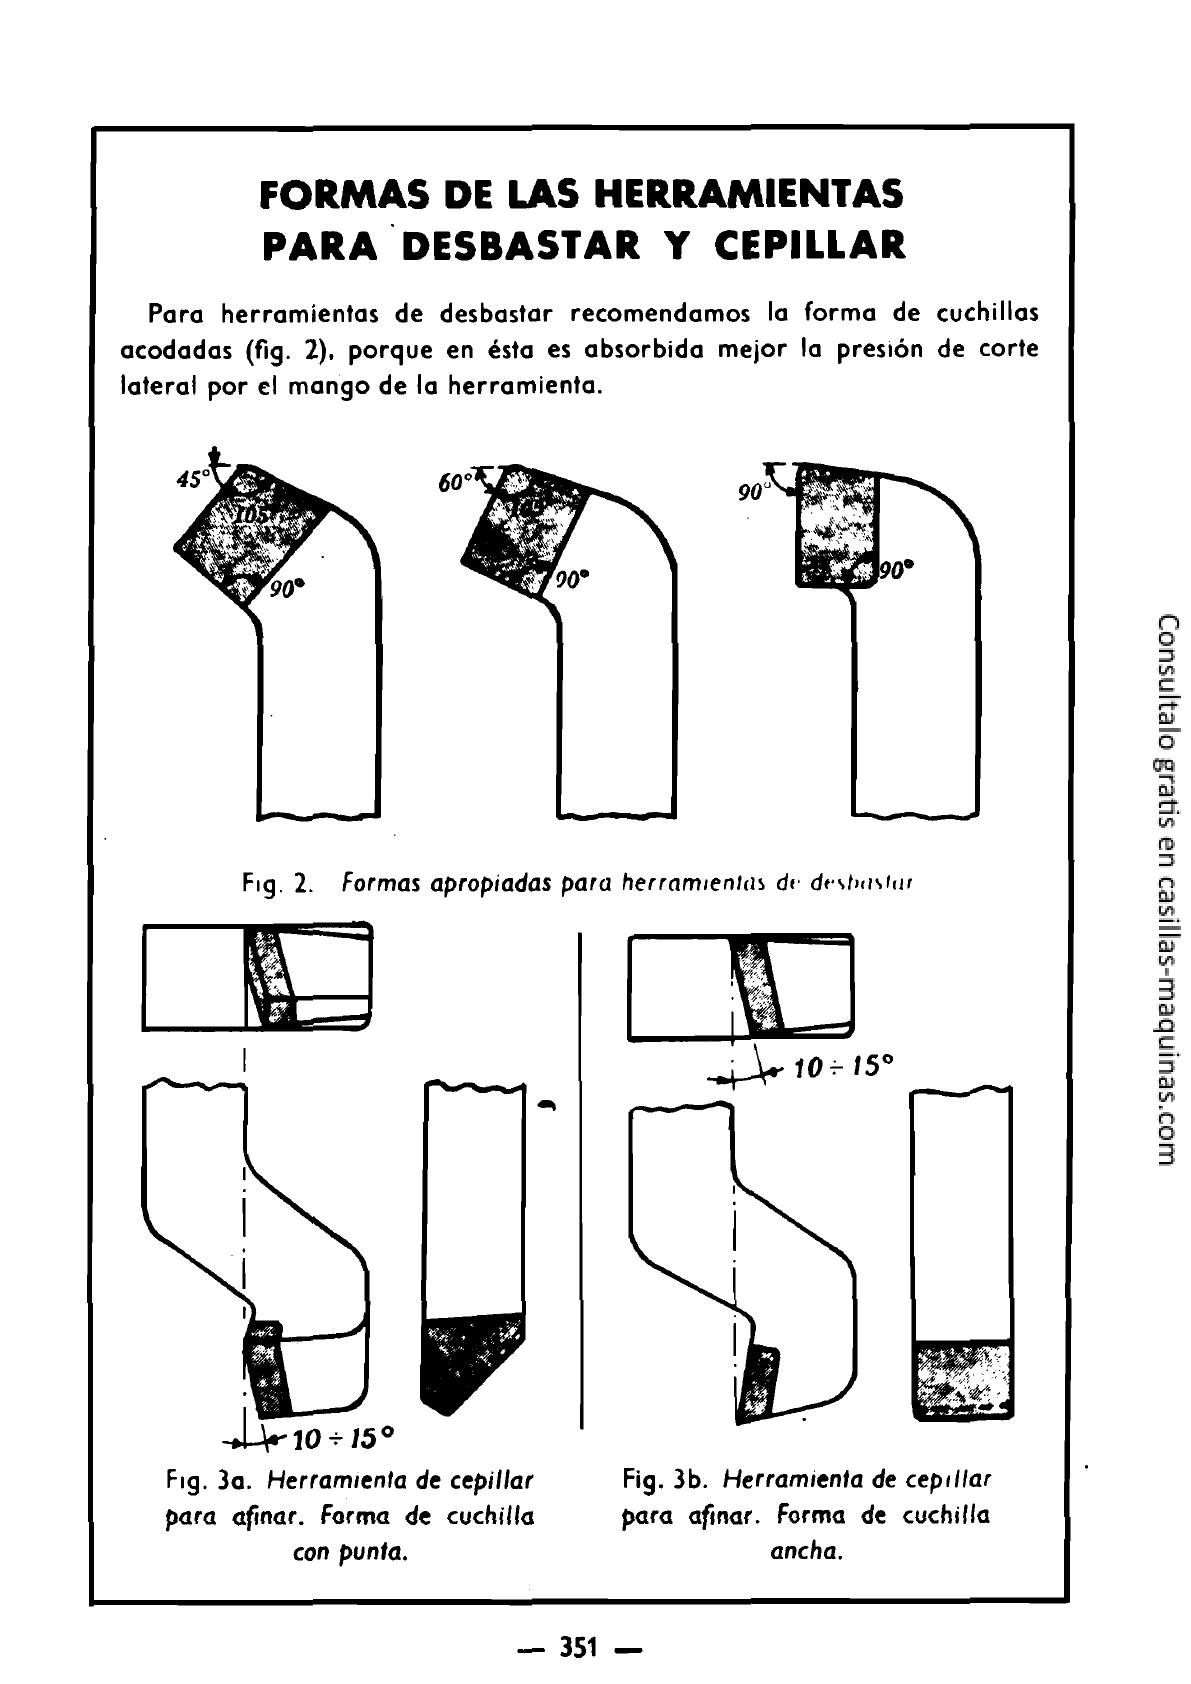 FORMAS DE LAS HERRAMIENTAS
PARA DESBASTAR Y CEPILLAR
Para herramientas de desbastar recomendamos la forma de cuchillas
acodadas (fig. 2), porque en ésta es absorbida mejor la presión de corte
lateral por el mango de la herramienta.
45°
105
90°
60°
105
90°
90°
90°
Fig. 2. Formas apropiadas para herramientas de desbastar
10 ÷ 15°
10 ÷ 15°
Fig. 3a. Herramienta de cepillar
para afinar. Forma de cuchilla
con punta.
Fig. 3b. Herramienta de cepillar
para afinar. Forma de cuchilla
ancha.
— 351 —
Consultalo gratis en casillas-maquinas.com